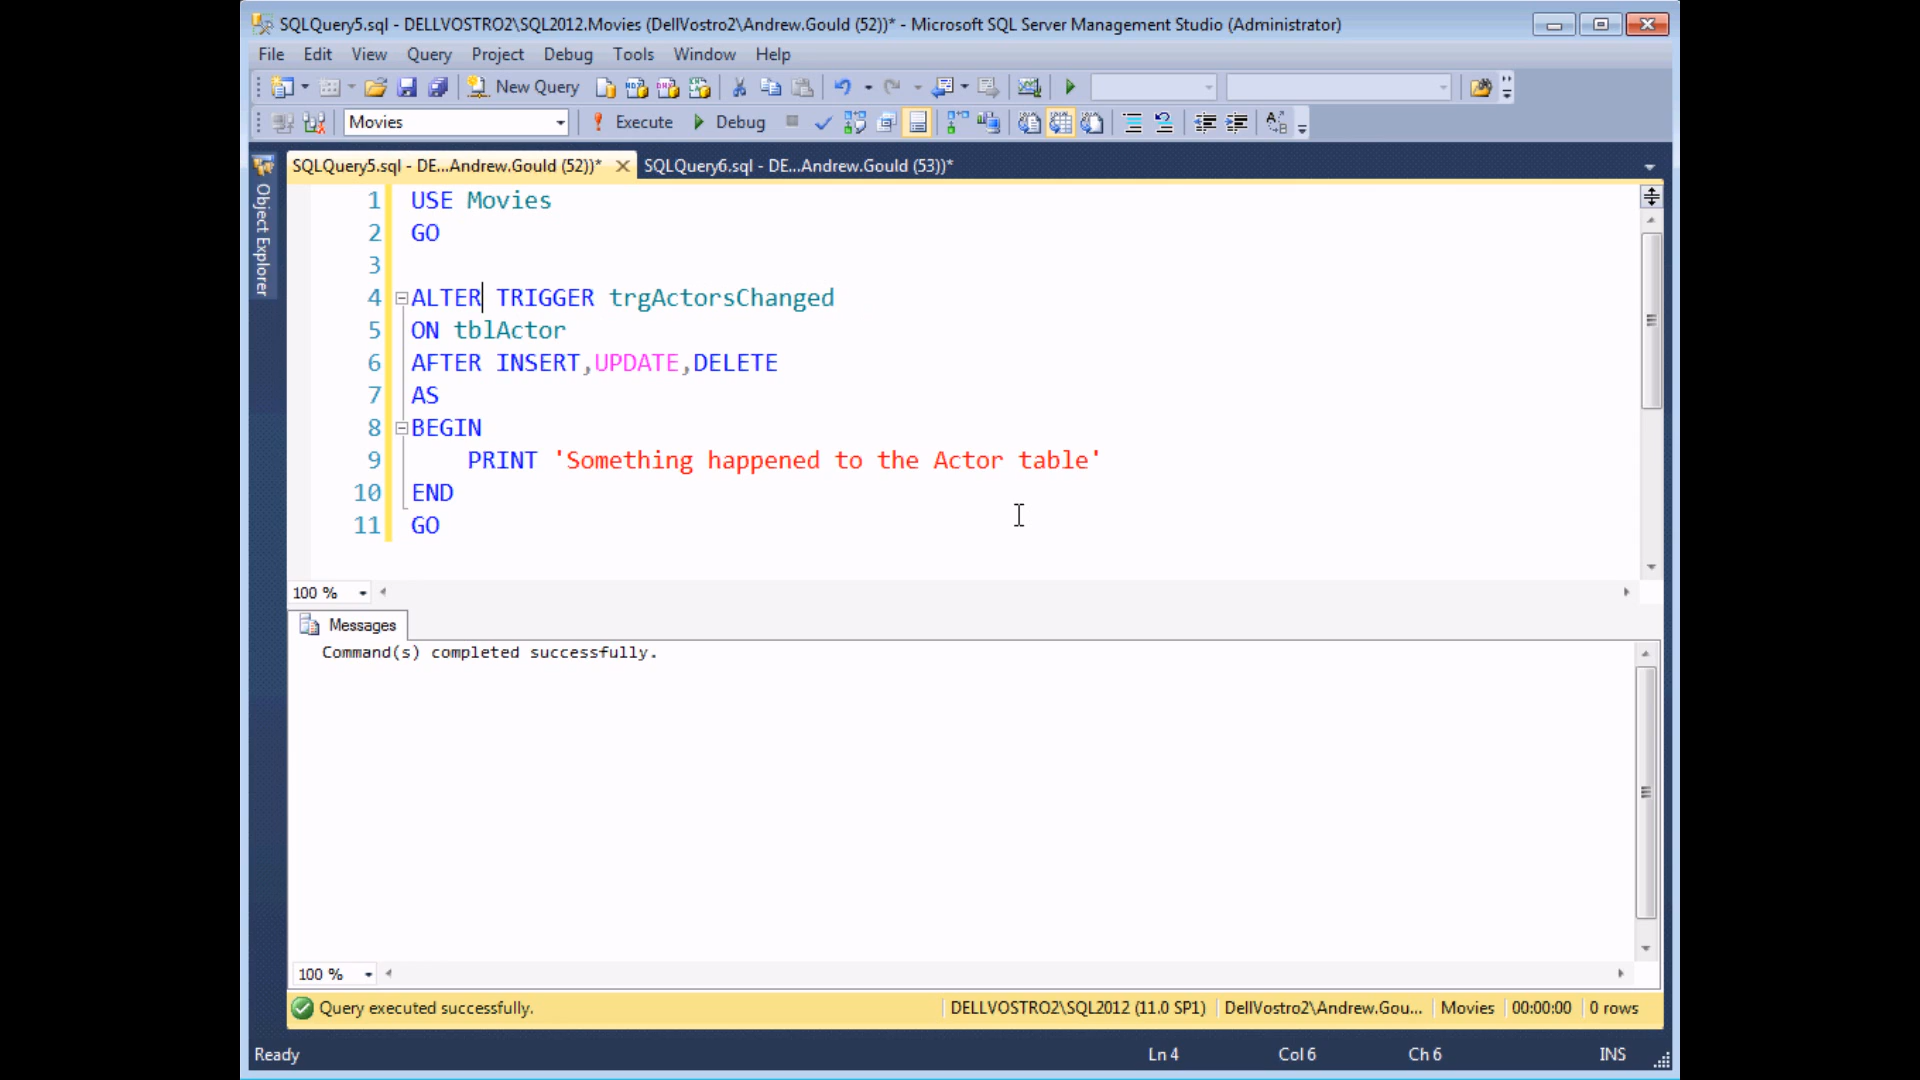 SQLQuery5.sql - DELLVOSTRO2\SQL2012.Movies (DellVostro2\Andrew.Gould (52))* - Microsoft SQL Server Management Studio (Administrator)
File Edit View Query Project Debug Tools Window Help
New Query
Movies Execute Debug
SQLQuery5.sql - DE...Andrew.Gould (52))* SQLQuery6.sql - DE...Andrew.Gould (53))*
Object Explorer
1 USE Movies
2 GO
3
4 ALTER TRIGGER trgActorsChanged
5 ON tblActor
6 AFTER INSERT,UPDATE,DELETE
7 AS
8 BEGIN
9 PRINT 'Something happened to the Actor table'
10 END
11 GO
100 %
Messages
Command(s) completed successfully.
100 %
Query executed successfully. DELLVOSTRO2\SQL2012 (11.0 SP1) DellVostro2\Andrew.Gou... Movies 00:00:00 0 rows
Ready Ln 4 Col 6 Ch 6 INS